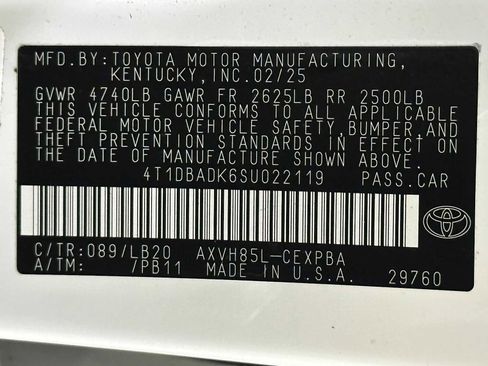 MFD.BY:TOYOTA MOTOR MANUFACTURING,
KENTUCKY,INC.02/25
GVWR 4740LB GAWR FR 2625LB RR 2500LB
THIS VEHICLE CONFORMS TO ALL APPLICABLE
FEDERAL MOTOR VEHICLE SAFETY,BUMPER,AND
THEFT PREVENTION STANDARDS IN EFFECT ON
THE DATE OF MANUFACTURE SHOWN ABOVE.
4T1DBADK6SU022119 PASS.CAR
C/TR:089/LB20 AXVH85L-CEXPBA
A/TM: /PB11 MADE IN U.S.A. 29760